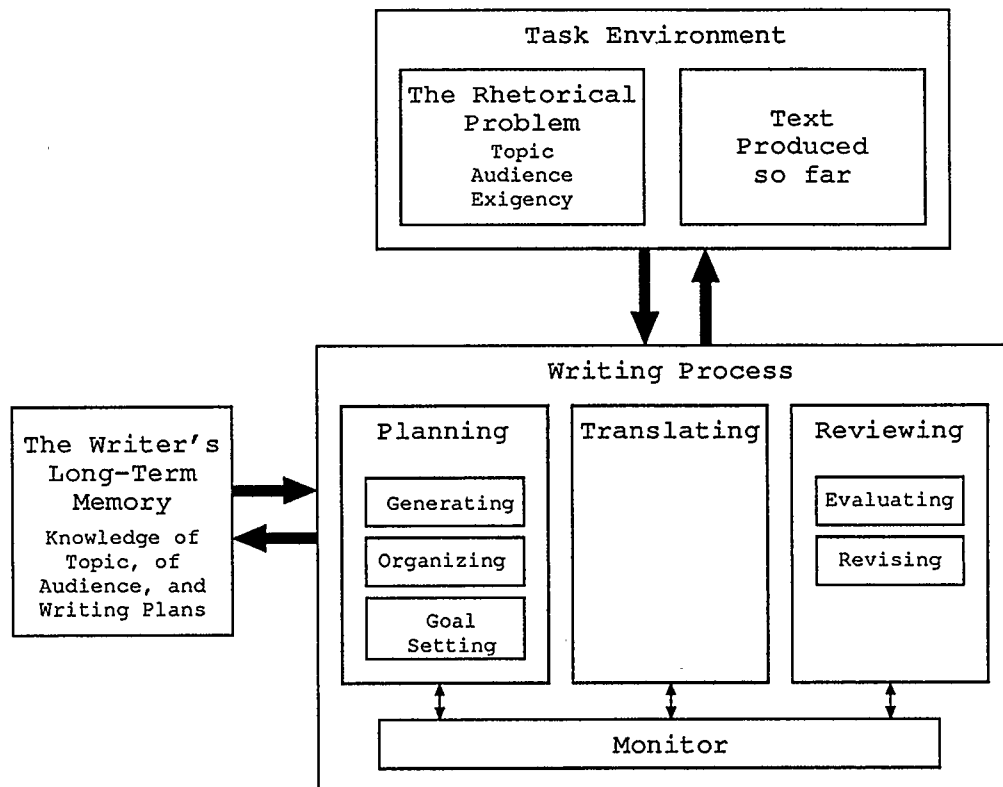 Task Environment
The Rhetorical
Problem
Topic
Audience
Exigency
Text
Produced
so far
Writing Process
The Writer's
Long-Term
Memory
Knowledge of
Topic, of
Audience, and
Writing Plans
Planning
Generating
Organizing
Goal
Setting
Translating
Reviewing
Evaluating
Revising
Monitor